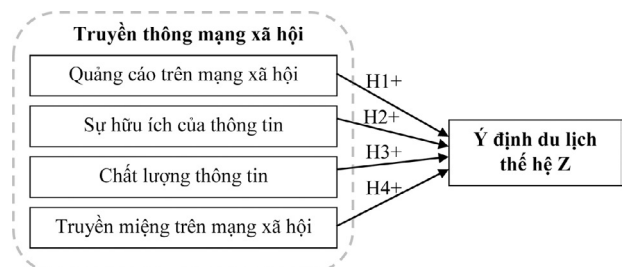 Truyền thông mạng xã hội
Quảng cáo trên mạng xã hội
Sự hữu ích của thông tin
Chất lượng thông tin
Truyền miệng trên mạng xã hội
H1+
H2+
H3+
H4+
Ý định du lịch
thế hệ Z